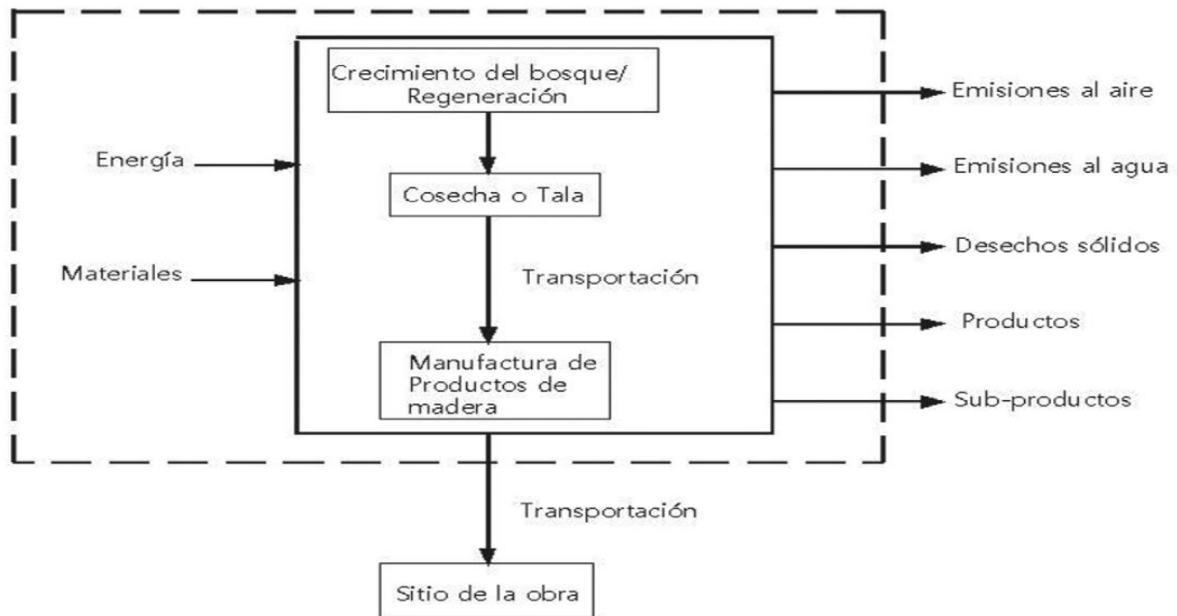 Crecimiento del bosque/
Regeneración
Energía
Cosecha o Tala
Materiales
Transportación
Manufactura de
Productos de
madera
Emisiones al aire
Emisiones al agua
Desechos sólidos
Productos
Sub-productos
Transportación
Sitio de la obra